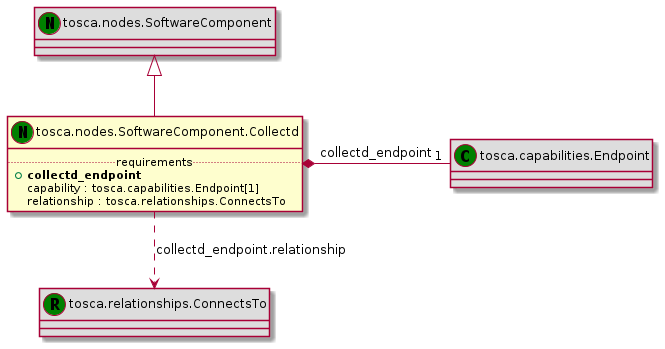 N tosca.nodes.SoftwareComponent
N tosca.nodes.SoftwareComponent.Collectd
requirements
collectd_endpoint
capability : tosca.capabilities.Endpoint[1]
relationship : tosca.relationships.ConnectsTo
collectd_endpoint 1
C tosca.capabilities.Endpoint
collectd_endpoint.relationship
R tosca.relationships.ConnectsTo